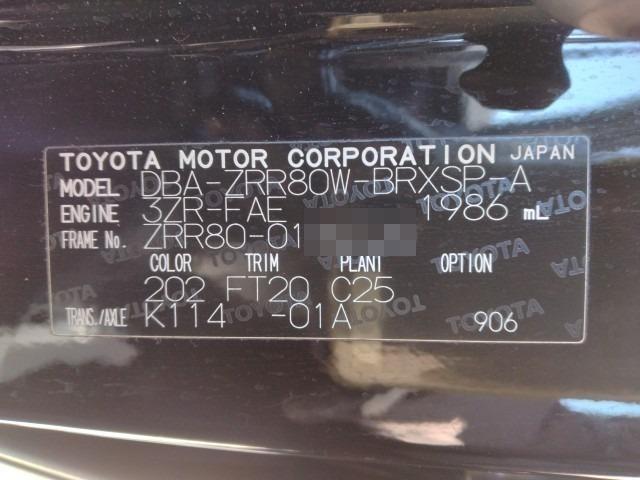 TOYOTA MOTOR CORPORATION JAPAN
MODEL DBA-ZRR80W-BRXSP-A
ENGINE 3ZR-FAE 1986 mL
FRAME No. ZRR80-01
COLOR TRIM PLANT OPTION
202 FT20 C25
TRANS./AXLE K114 -01A 906